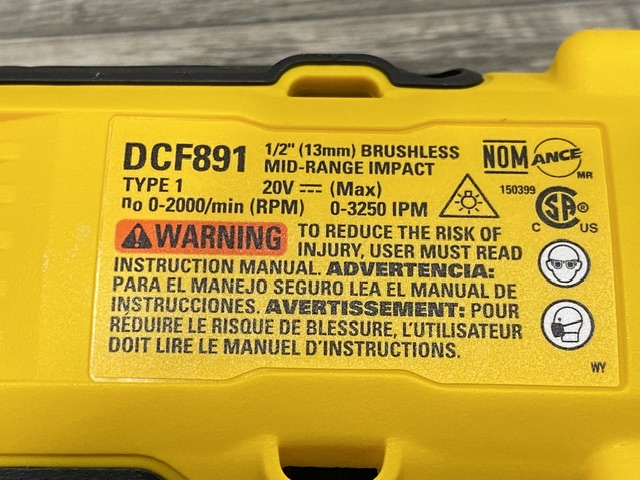 DCF891 1/2" (13mm) BRUSHLESS
MID-RANGE IMPACT
TYPE 1 20V ⎓ (Max)
no 0-2000/min (RPM) 0-3250 IPM
NOM ANCE MR
150399
C SA US
⚠WARNING TO REDUCE THE RISK OF
INJURY, USER MUST READ
INSTRUCTION MANUAL. ADVERTENCIA:
PARA EL MANEJO SEGURO LEA EL MANUAL DE
INSTRUCCIONES. AVERTISSEMENT: POUR
RÉDUIRE LE RISQUE DE BLESSURE, L'UTILISATEUR
DOIT LIRE LE MANUEL D'INSTRUCTIONS.
WY